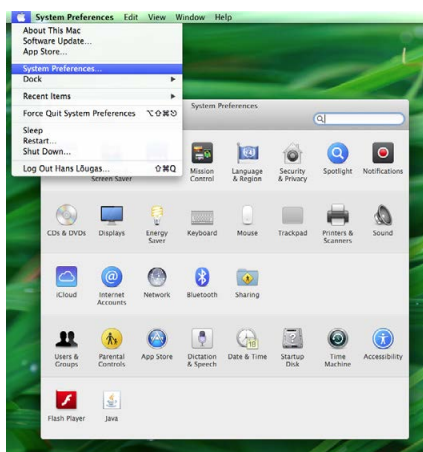 System Preferences Edit View Window Help
About This Mac
Software Update...
App Store...
System Preferences...
Dock
Recent Items
Force Quit System Preferences ⌥⇧⌘⎋
Sleep
Restart...
Shut Down...
Log Out Hans Lõugas... ⇧⌘Q
System Preferences
Screen Saver
Mission
Control
Language
& Region
Security
& Privacy
Spotlight
Notifications
CDs & DVDs
Displays
Energy
Saver
Keyboard
Mouse
Trackpad
Printers &
Scanners
Sound
iCloud
Internet
Accounts
Network
Bluetooth
Sharing
Users &
Groups
Parental
Controls
App Store
Dictation
& Speech
Date & Time
Startup
Disk
Time
Machine
Accessibility
Flash Player
Java